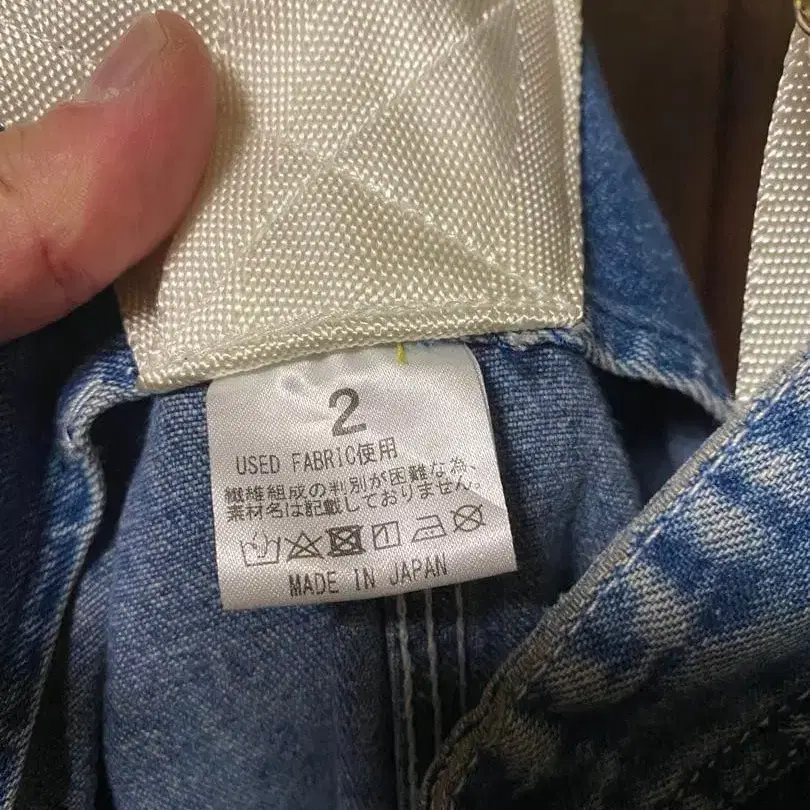 2
USED FABRIC使用
繊維組成の判別が困難な為、
素材名は記載しておりません。
MADE IN JAPAN